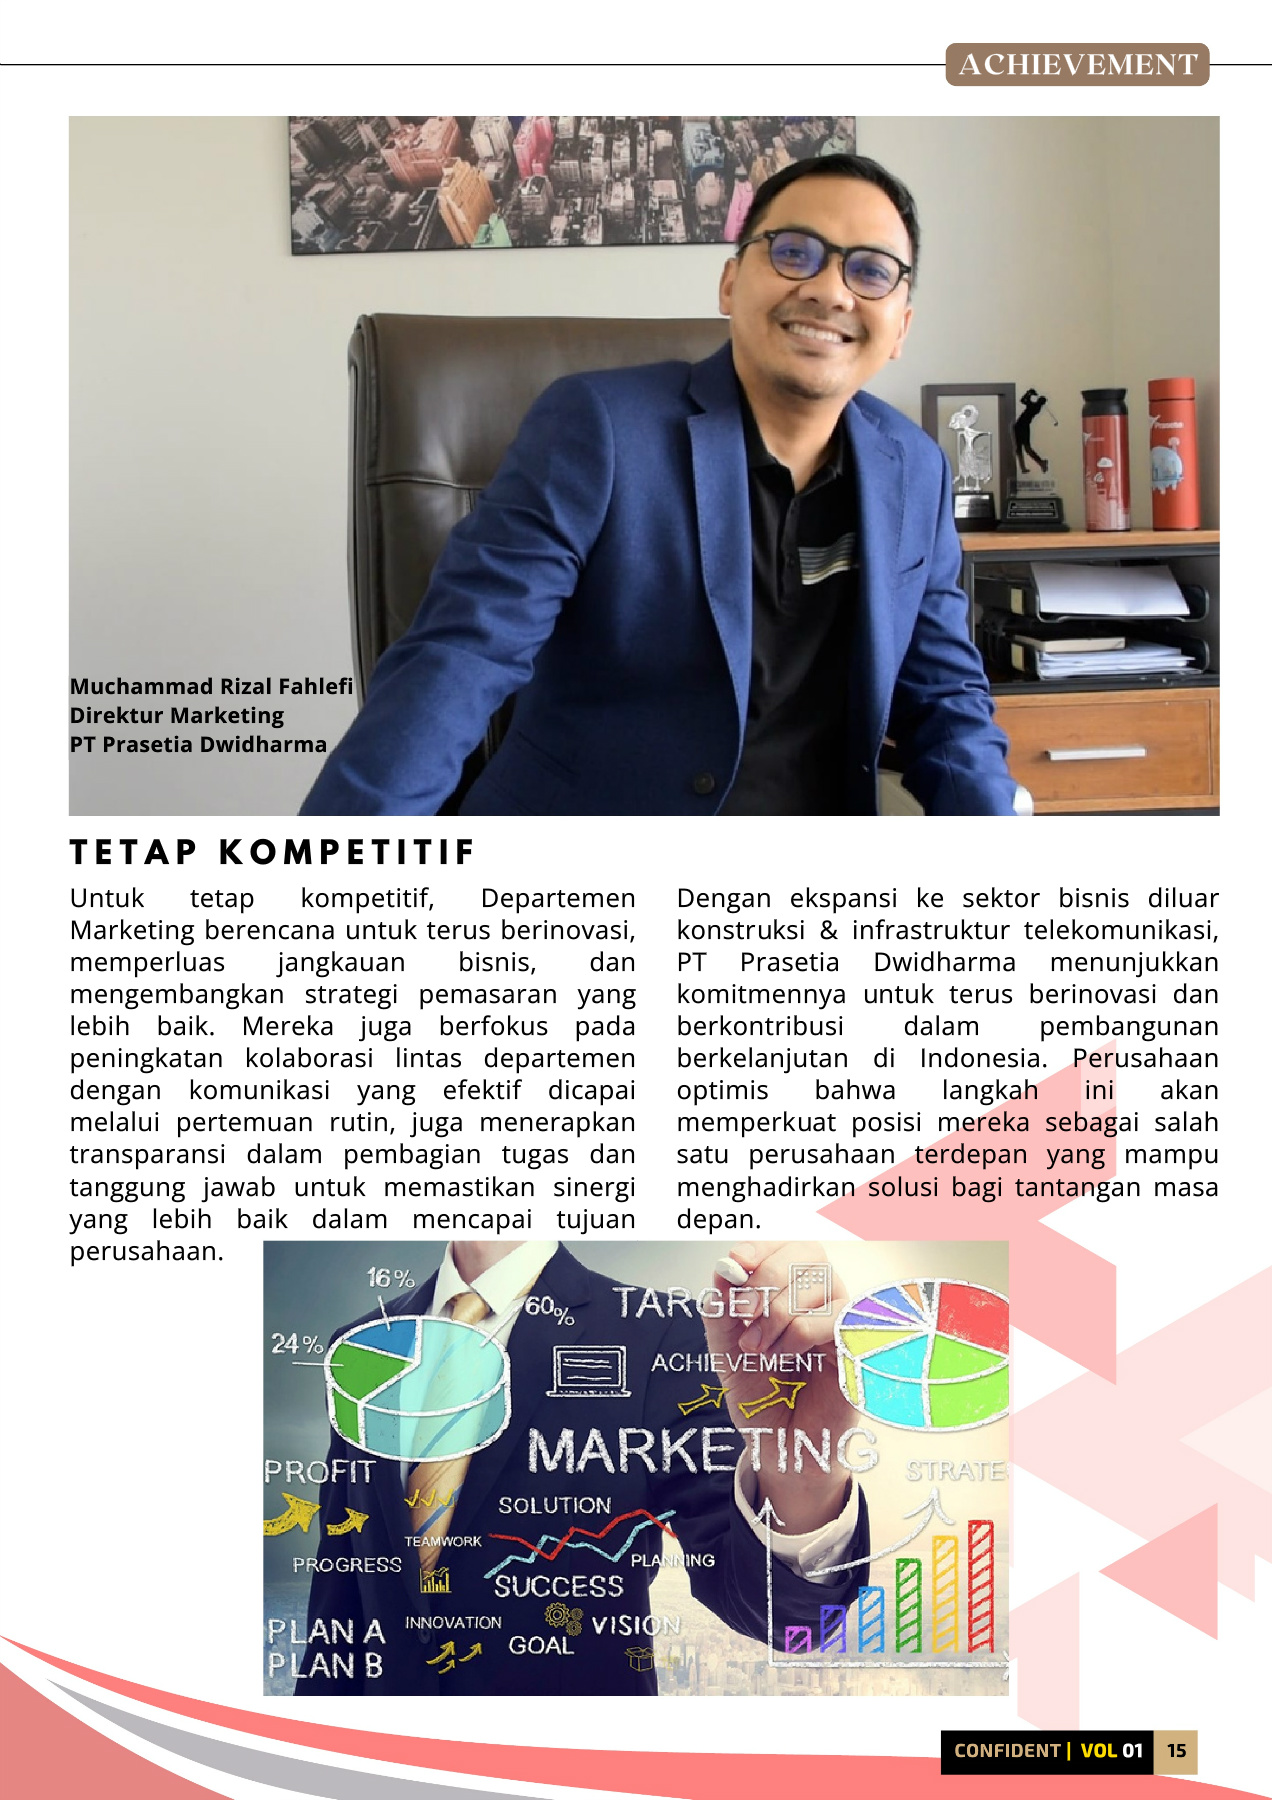 ACHIEVEMENT
Muchammad Rizal Fahlefi
Direktur Marketing
PT Prasetia Dwidharma
TETAP KOMPETITIF
Untuk tetap kompetitif, Departemen
Marketing berencana untuk terus berinovasi,
memperluas jangkauan bisnis, dan
mengembangkan strategi pemasaran yang
lebih baik. Mereka juga berfokus pada
peningkatan kolaborasi lintas departemen
dengan komunikasi yang efektif dicapai
melalui pertemuan rutin, juga menerapkan
transparansi dalam pembagian tugas dan
tanggung jawab untuk memastikan sinergi
yang lebih baik dalam mencapai tujuan
perusahaan.
Dengan ekspansi ke sektor bisnis diluar
konstruksi & infrastruktur telekomunikasi,
PT Prasetia Dwidharma menunjukkan
komitmennya untuk terus berinovasi dan
berkontribusi dalam pembangunan
berkelanjutan di Indonesia. Perusahaan
optimis bahwa langkah ini akan
memperkuat posisi mereka sebagai salah
satu perusahaan terdepan yang mampu
menghadirkan solusi bagi tantangan masa
depan.
16%
60%
24%
TARGET
ACHIEVEMENT
MARKETING
PROFIT
STRATE
SOLUTION
TEAMWORK
PROGRESS
PLANNING
SUCCESS
INNOVATION
VISION
GOAL
PLAN A
PLAN B
CONFIDENT | VOL 01 15